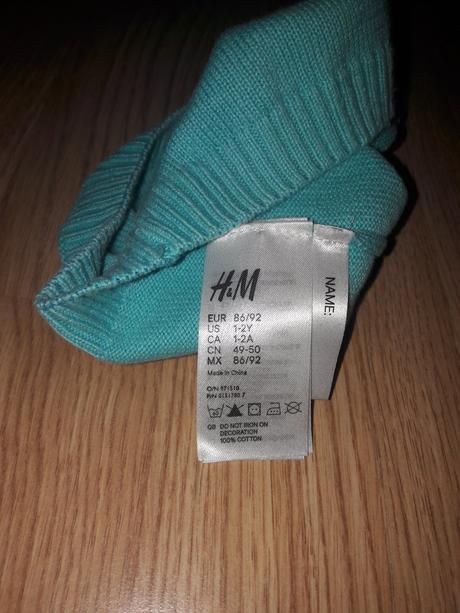 H&M
EUR 86/92
US 1-2Y
CA 1-2A
CN 49-50
MX 86/92
Made in China
GB DO NOT IRON ON
DECORATION
100% COTTON
NAME: